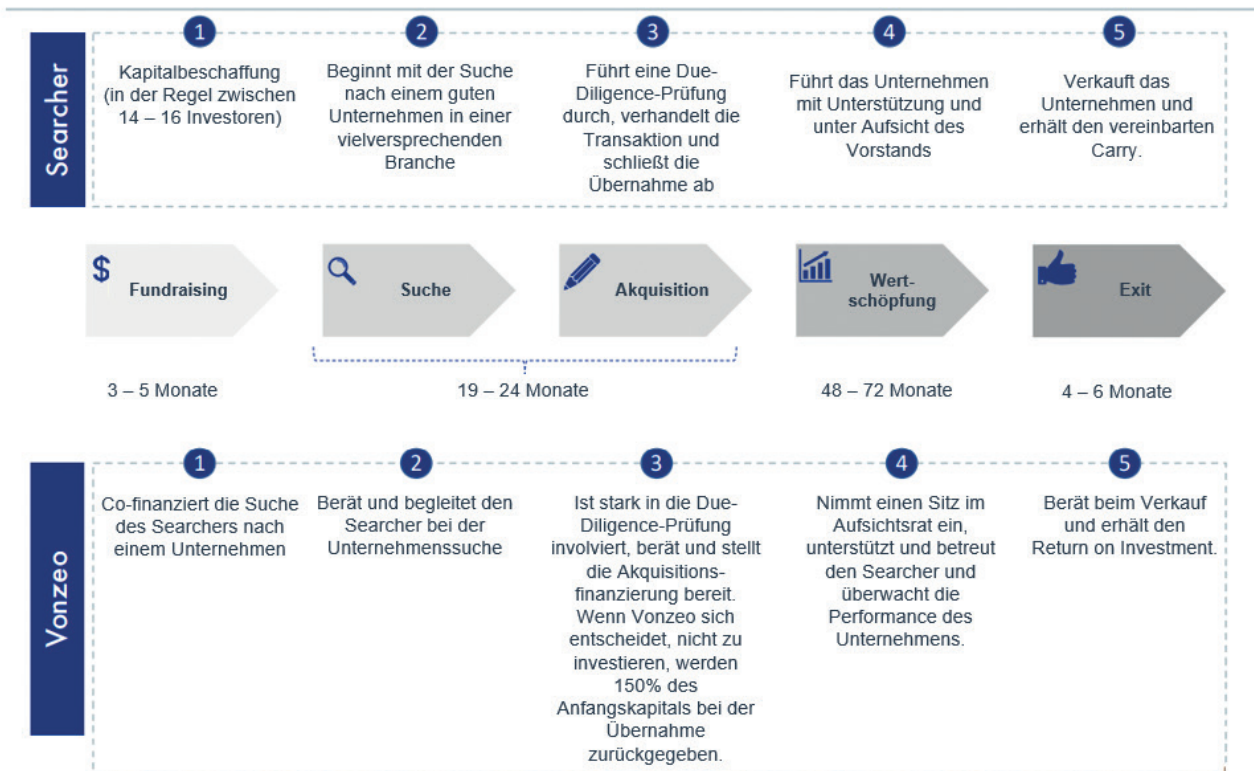 Searcher
1
Kapitalbeschaffung
(in der Regel zwischen
14 – 16 Investoren)
2
Beginnt mit der Suche
nach einem guten
Unternehmen in einer
vielversprechenden
Branche
3
Führt eine Due-
Diligence-Prüfung
durch, verhandelt die
Transaktion und
schließt die
Übernahme ab
4
Führt das Unternehmen
mit Unterstützung und
unter Aufsicht des
Vorstands
5
Verkauft das
Unternehmen und
erhält den vereinbarten
Carry.
$
Fundraising
Suche
Akquisition
Wert-
schöpfung
Exit
3 – 5 Monate
19 – 24 Monate
48 – 72 Monate
4 – 6 Monate
Vonzeo
1
Co-finanziert die Suche
des Searchers nach
einem Unternehmen
2
Berät und begleitet den
Searcher bei der
Unternehmenssuche
3
Ist stark in die Due-
Diligence-Prüfung
involviert, berät und stellt
die Akquisitions-
finanzierung bereit.
Wenn Vonzeo sich
entscheidet, nicht zu
investieren, werden
150% des
Anfangskapitals bei der
Übernahme
zurückgegeben.
4
Nimmt einen Sitz im
Aufsichtsrat ein,
unterstützt und betreut
den Searcher und
überwacht die
Performance des
Unternehmens.
5
Berät beim Verkauf
und erhält den
Return on Investment.